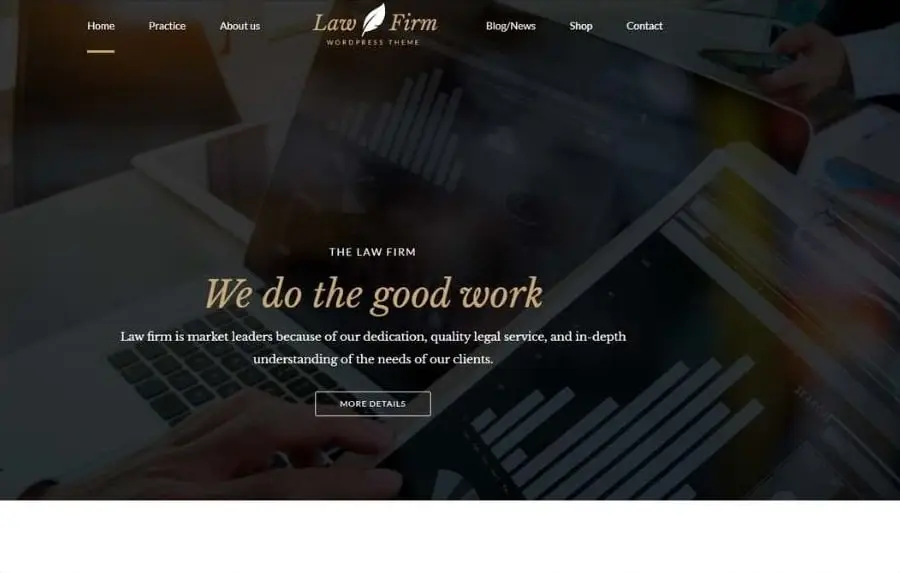 Home Practice About us Law Firm Blog/News Shop Contact
WORDPRESS THEME
THE LAW FIRM
We do the good work
Law firm is market leaders because of our dedication, quality legal service, and in-depth
understanding of the needs of our clients.
MORE DETAILS